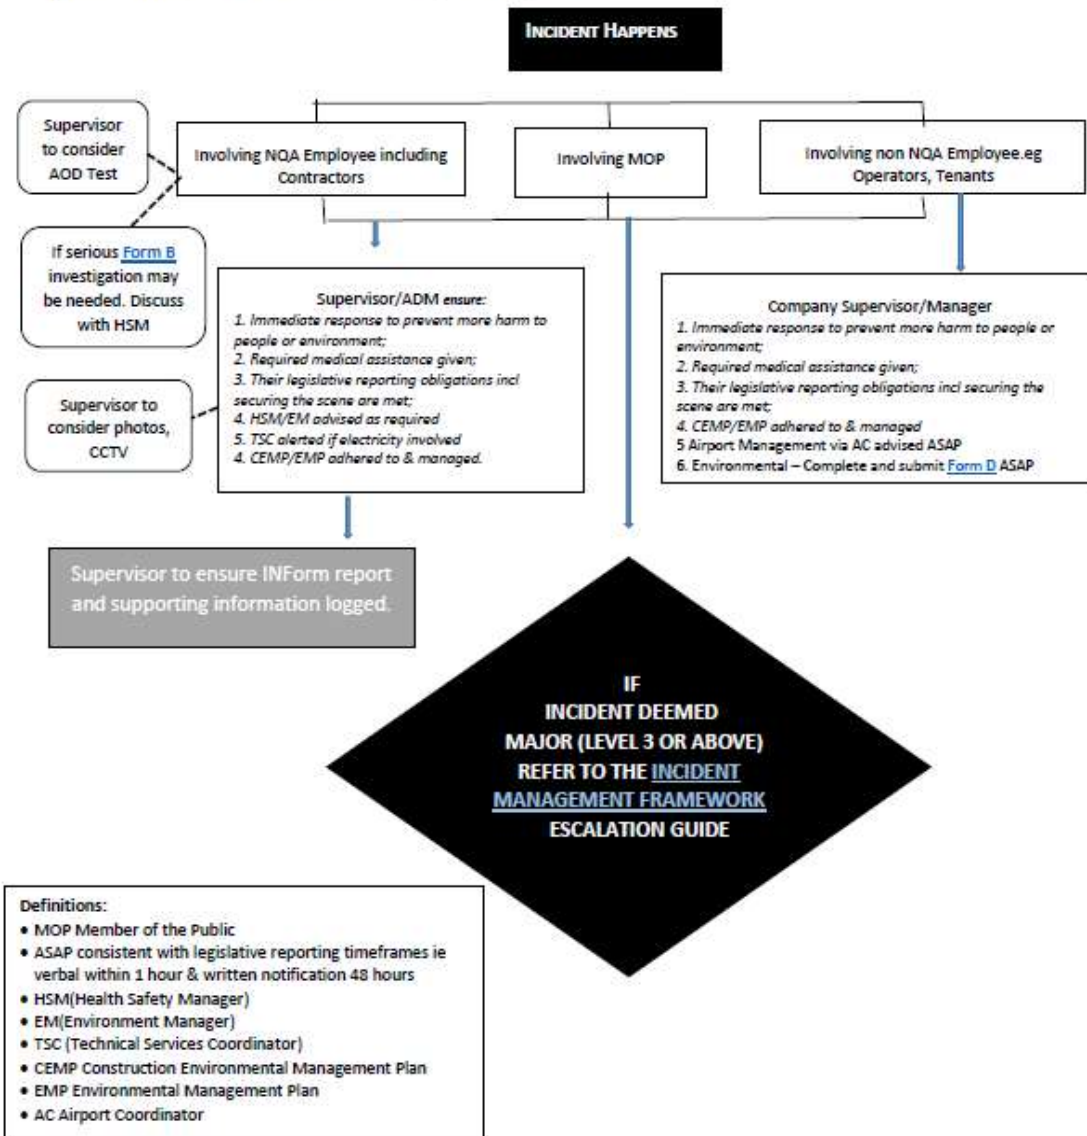 INCIDENT HAPPENS
Supervisor
to consider
AOD Test
Involving NQA Employee including
Contractors
Involving MOP
Involving non NQA Employee.eg
Operators, Tenants
If serious Form B
investigation may
be needed. Discuss
with HSM
Supervisor to
consider photos,
CCTV
Supervisor/ADM ensure:
1. Immediate response to prevent more harm to
people or environment;
2. Required medical assistance given;
3. Their legislative reporting obligations incl
securing the scene are met;
4. HSM/EM advised as required
5. TSC alerted if electricity involved
4. CEMP/EMP adhered to & managed.
Company Supervisor/Manager
1. Immediate response to prevent more harm to people or
environment;
2. Required medical assistance given;
3. Their legislative reporting obligations incl securing the
scene are met;
4. CEMP/EMP adhered to & managed
5 Airport Management via AC advised ASAP
6. Environmental – Complete and submit Form D ASAP
Supervisor to ensure INForm report
and supporting information logged.
IF
INCIDENT DEEMED
MAJOR (LEVEL 3 OR ABOVE)
REFER TO THE INCIDENT
MANAGEMENT FRAMEWORK
ESCALATION GUIDE
Definitions:
• MOP Member of the Public
• ASAP consistent with legislative reporting timeframes ie
verbal within 1 hour & written notification 48 hours
• HSM(Health Safety Manager)
• EM(Environment Manager)
• TSC (Technical Services Coordinator)
• CEMP Construction Environmental Management Plan
• EMP Environmental Management Plan
• AC Airport Coordinator